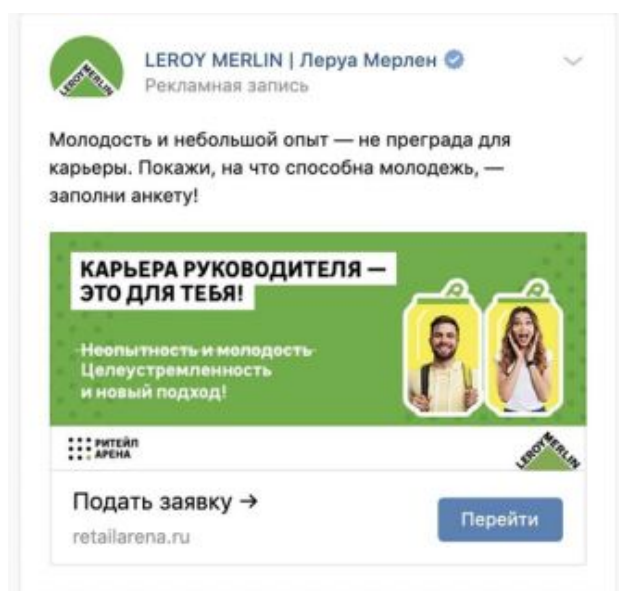 LEROY MERLIN
LEROY MERLIN | Леруа Мерлен
Рекламная запись
Молодость и небольшой опыт — не преграда для
карьеры. Покажи, на что способна молодежь, —
заполни анкету!
КАРЬЕРА РУКОВОДИТЕЛЯ —
ЭТО ДЛЯ ТЕБЯ!
Неопытность и молодость
Целеустремленность
и новый подход!
РИТЕЙЛ
АРЕНА
LEROY MERLIN
Подать заявку →
retailarena.ru
Перейти